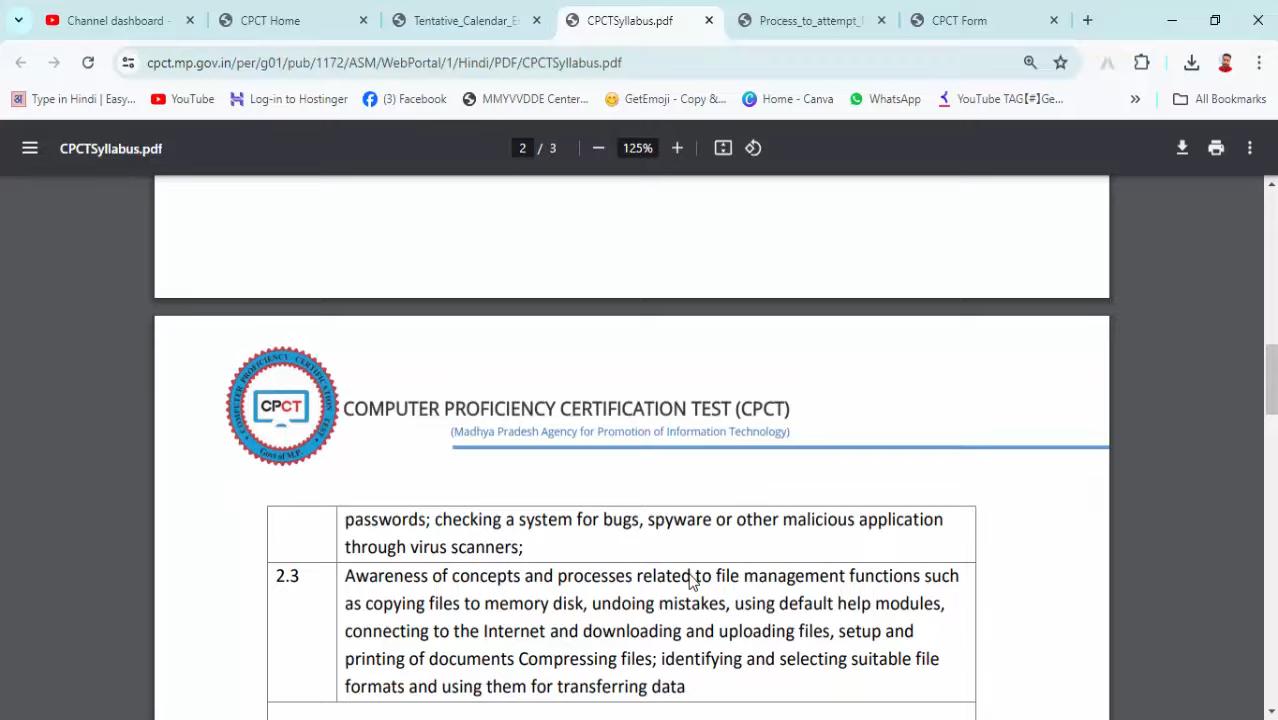 Channel dashboard -
CPCT Home
Tentative_Calendar_E
CPCTSyllabus.pdf
Process_to_attempt_
CPCT Form
cpct.mp.gov.in/per/g01/pub/1172/ASM/WebPortal/1/Hindi/PDF/CPCTSyllabus.pdf
Type in Hindi | Easy...
YouTube
Log-in to Hostinger
(3) Facebook
MMYVVDDE Center...
GetEmoji - Copy &...
Home - Canva
WhatsApp
YouTube TAG【#】Ge...
All Bookmarks
CPCTSyllabus.pdf
2 / 3
125%
COMPUTER PROFICIENCY CERTIFICATION TEST
CPCT
Govt of M.P.
COMPUTER PROFICIENCY CERTIFICATION TEST (CPCT)
(Madhya Pradesh Agency for Promotion of Information Technology)
passwords; checking a system for bugs, spyware or other malicious application
through virus scanners;
2.3
Awareness of concepts and processes related to file management functions such
as copying files to memory disk, undoing mistakes, using default help modules,
connecting to the Internet and downloading and uploading files, setup and
printing of documents Compressing files; identifying and selecting suitable file
formats and using them for transferring data